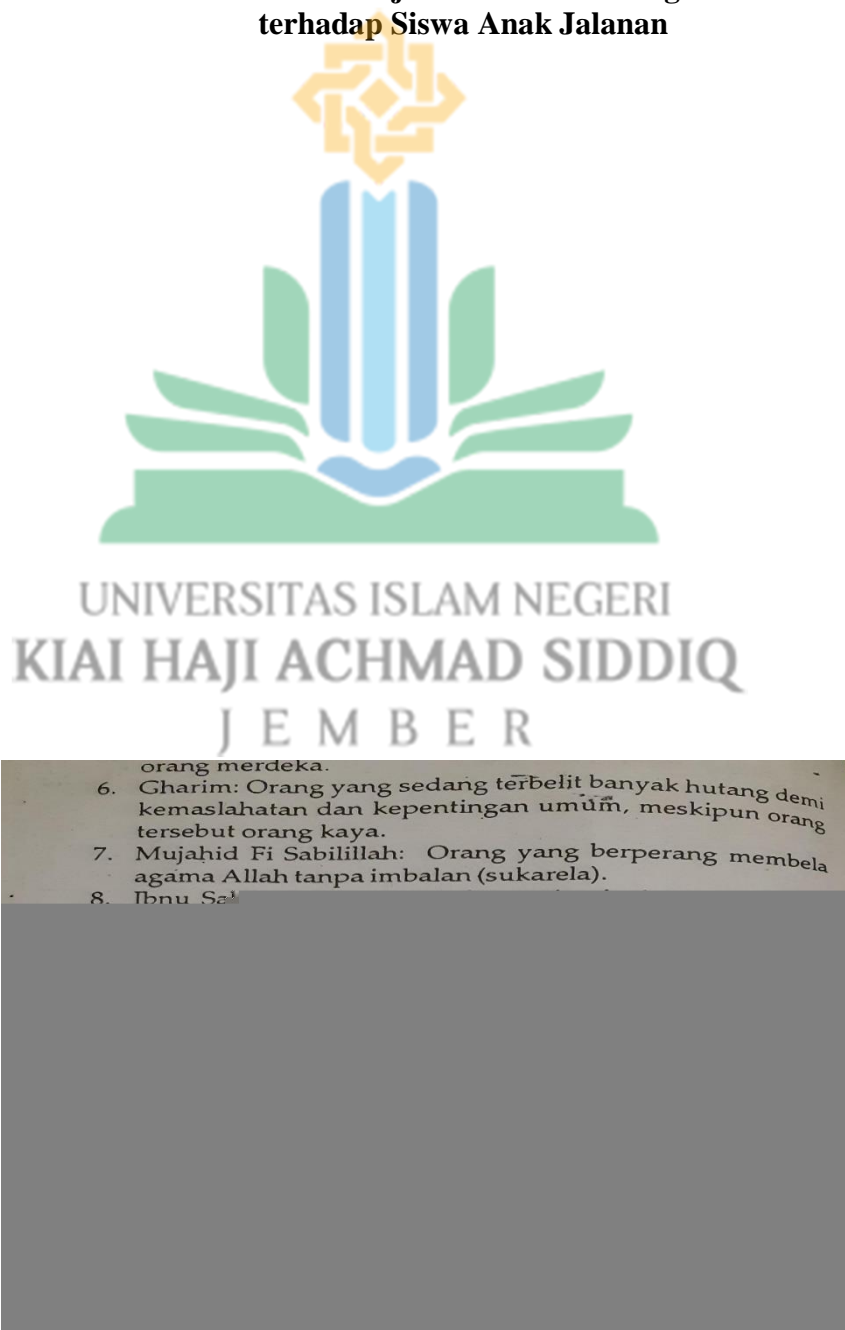 terhadap Siswa Anak Jalanan
UNIVERSITAS ISLAM NEGERI
KIAI HAJI ACHMAD SIDDIQ
JEMBER
orang merdeka.
6. Gharim: Orang yang sedang terbelit banyak hutang demi
kemaslahatan dan kepentingan umum, meskipun orang
tersebut orang kaya.
7. Mujahid Fi Sabilillah: Orang yang berperang membela
agama Allah tanpa imbalan (sukarela).
8. Ibnu